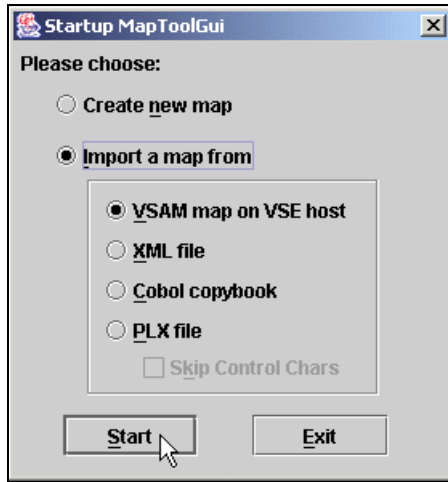 Startup MapToolGui
Please choose:
Create new map
Import a map from
VSAM map on VSE host
XML file
Cobol copybook
PLX file
Skip Control Chars
Start Exit